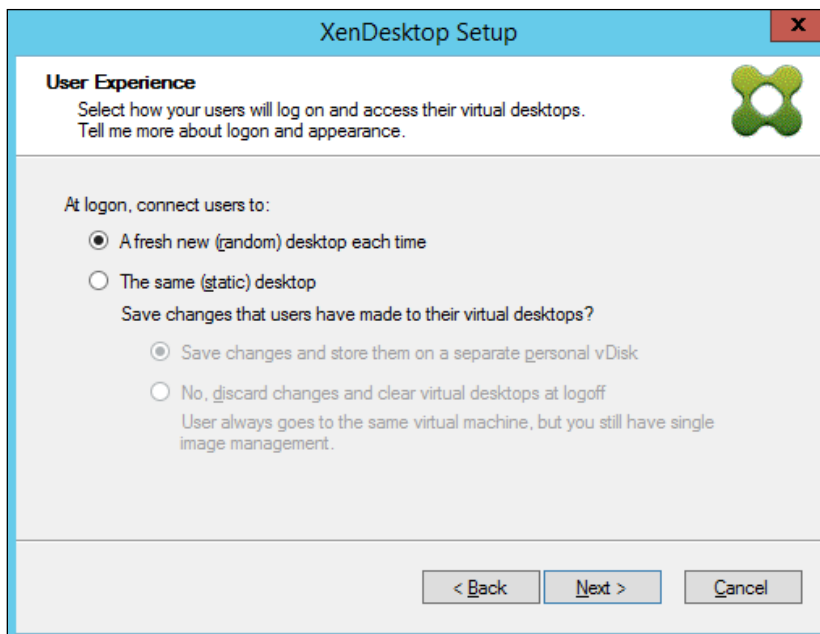 XenDesktop Setup
x
User Experience
Select how your users will log on and access their virtual desktops.
Tell me more about logon and appearance.
At logon, connect users to:
A fresh new (random) desktop each time
The same (static) desktop
Save changes that users have made to their virtual desktops?
Save changes and store them on a separate personal vDisk
No, discard changes and clear virtual desktops at logoff
User always goes to the same virtual machine, but you still have single
image management.
< Back Next > Cancel